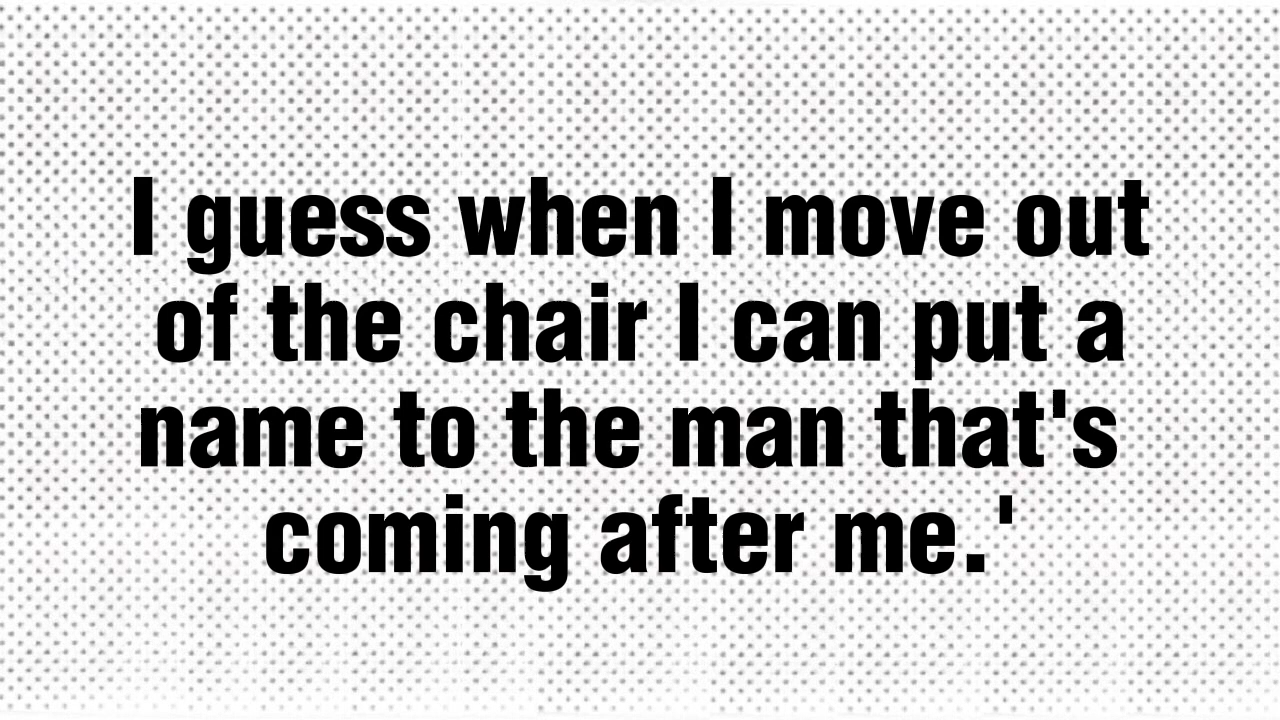 I guess when I move out
of the chair I can put a
name to the man that's
coming after me.'